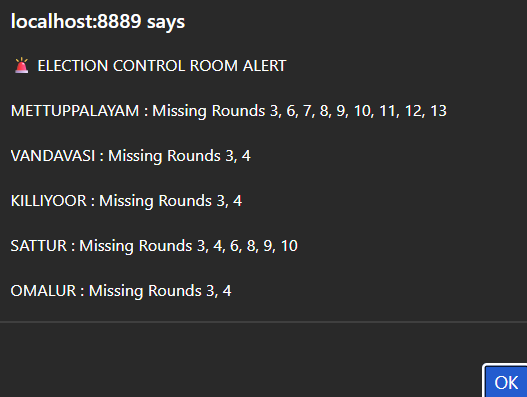 localhost:8889 says
🚨 ELECTION CONTROL ROOM ALERT
METTUPPALAYAM : Missing Rounds 3, 6, 7, 8, 9, 10, 11, 12, 13
VANDAVASI : Missing Rounds 3, 4
KILLIYOOR : Missing Rounds 3, 4
SATTUR : Missing Rounds 3, 4, 6, 8, 9, 10
OMALUR : Missing Rounds 3, 4
OK